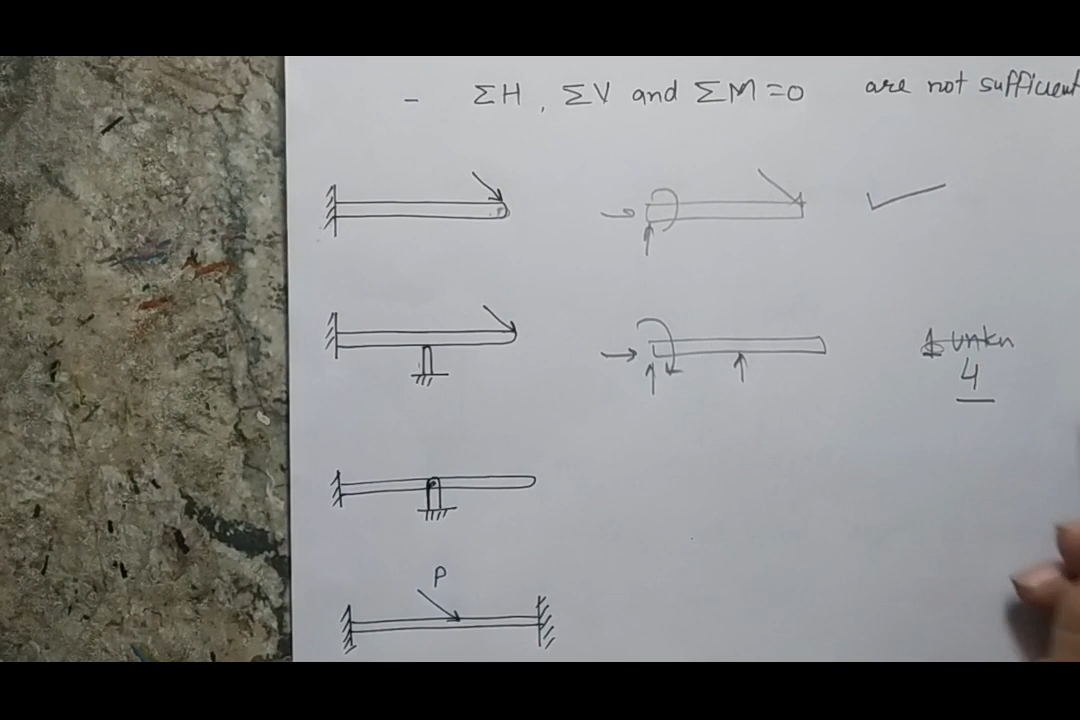 - ΣH, ΣV and ΣM=0 are not sufficient
unkn
4
P